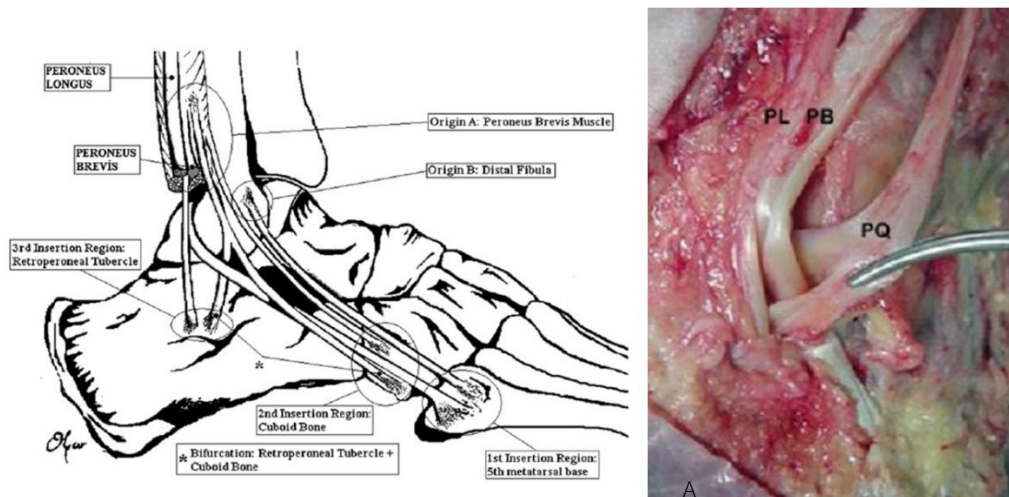 PERONEUS
LONGUS
Origin A: Peroneus Brevis Muscle
PERONEUS
BREVİS
Origin B: Distal Fibula
3rd Insertion Region:
Retroperoneal Tubercle
*
2nd Insertion Region:
Cuboid Bone
* Bifurcation: Retroperoneal Tubercle +
Cuboid Bone
1st Insertion Region:
5th metatarsal base
PL PB
PQ
A